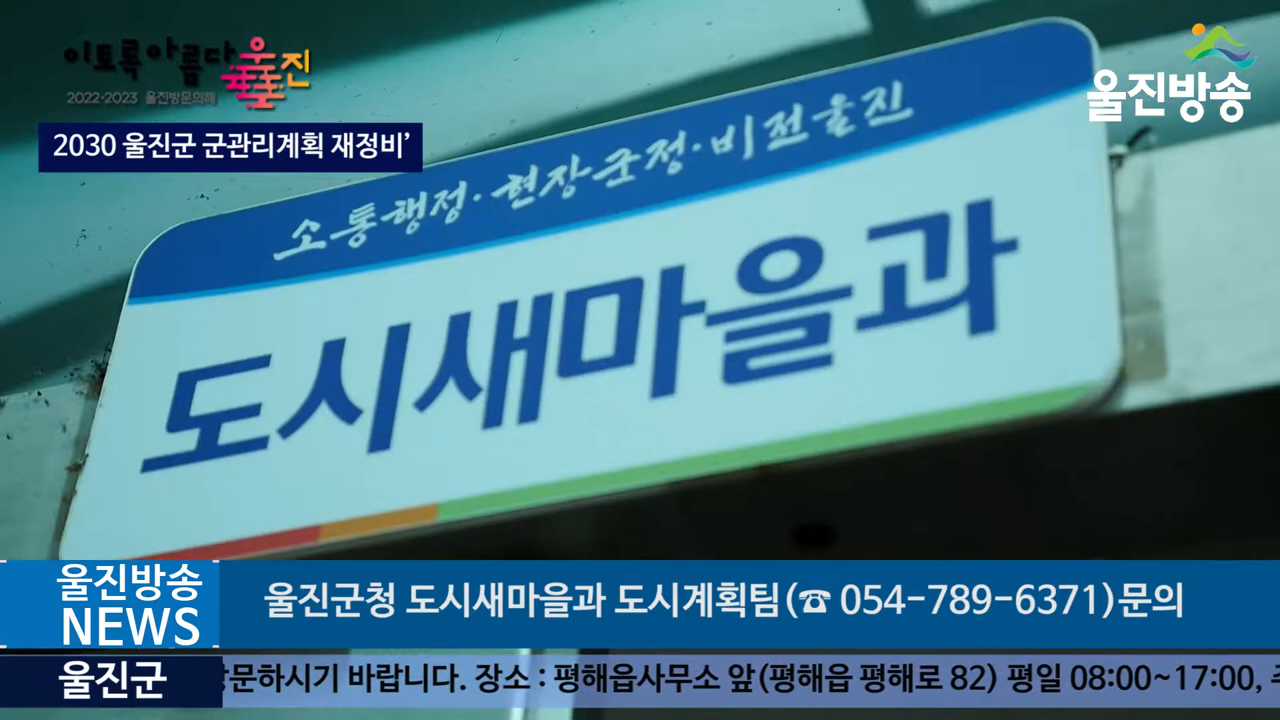 이토록 아름다울진
2022-2023 울진방문의해
울진방송
2030 울진군 군관리계획 재정비’
소통행정·현장군정·비전울진
도시새마을과
울진방송
NEWS
울진군청 도시새마을과 도시계획팀(☎ 054-789-6371)문의
울진군
방문하시기 바랍니다. 장소 : 평해읍사무소 앞(평해읍 평해로 82) 평일 08:00~17:00,